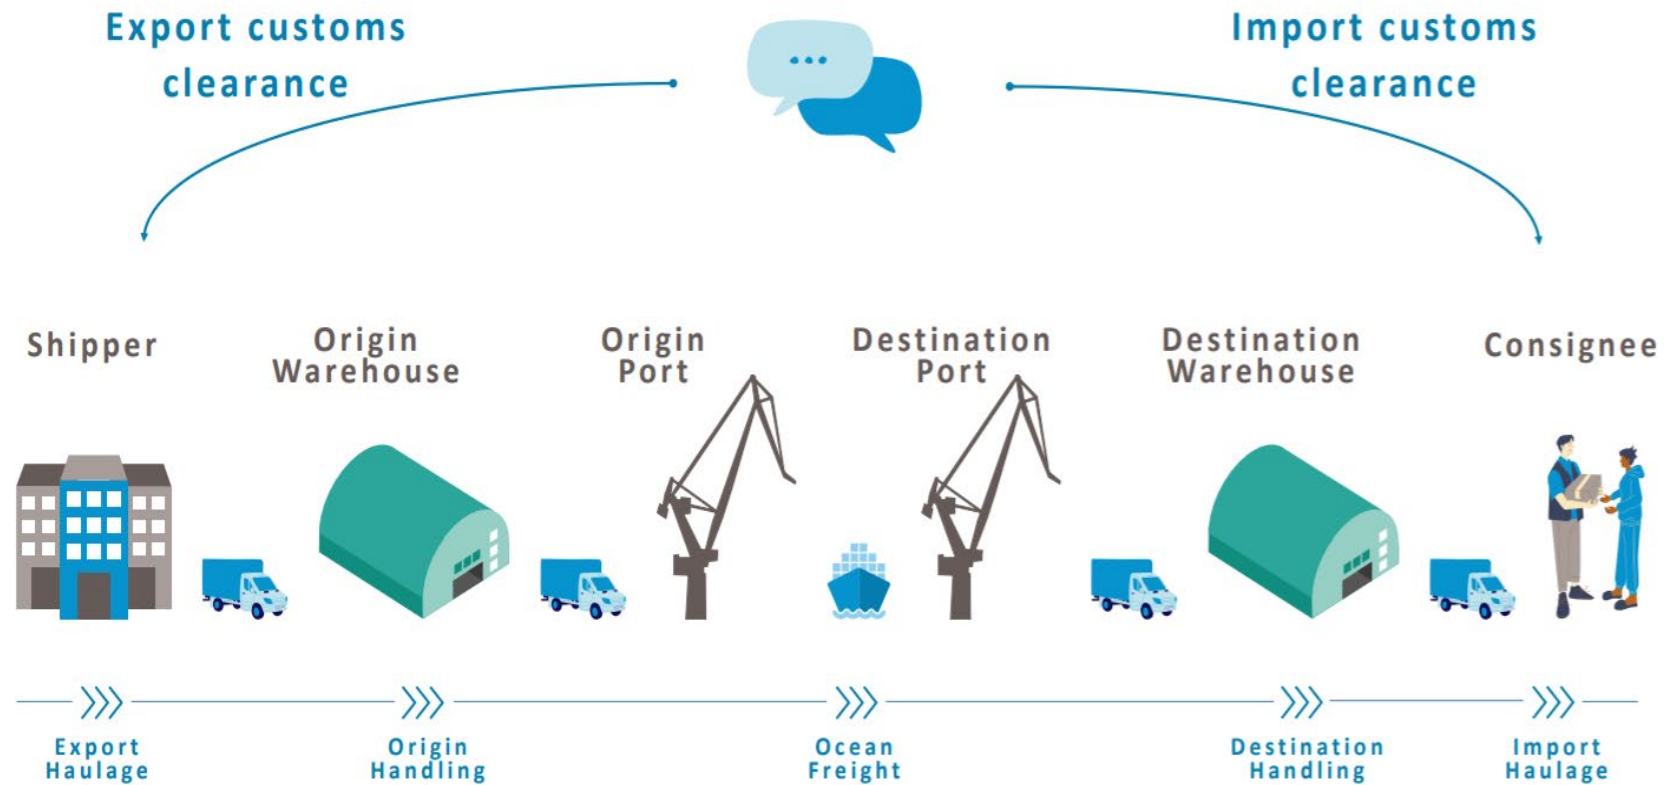 Export customs
clearance
Import customs
clearance
Shipper
Origin
Warehouse
Origin
Port
Destination
Port
Destination
Warehouse
Consignee
Export
Haulage
Origin
Handling
Ocean
Freight
Destination
Handling
Import
Haulage